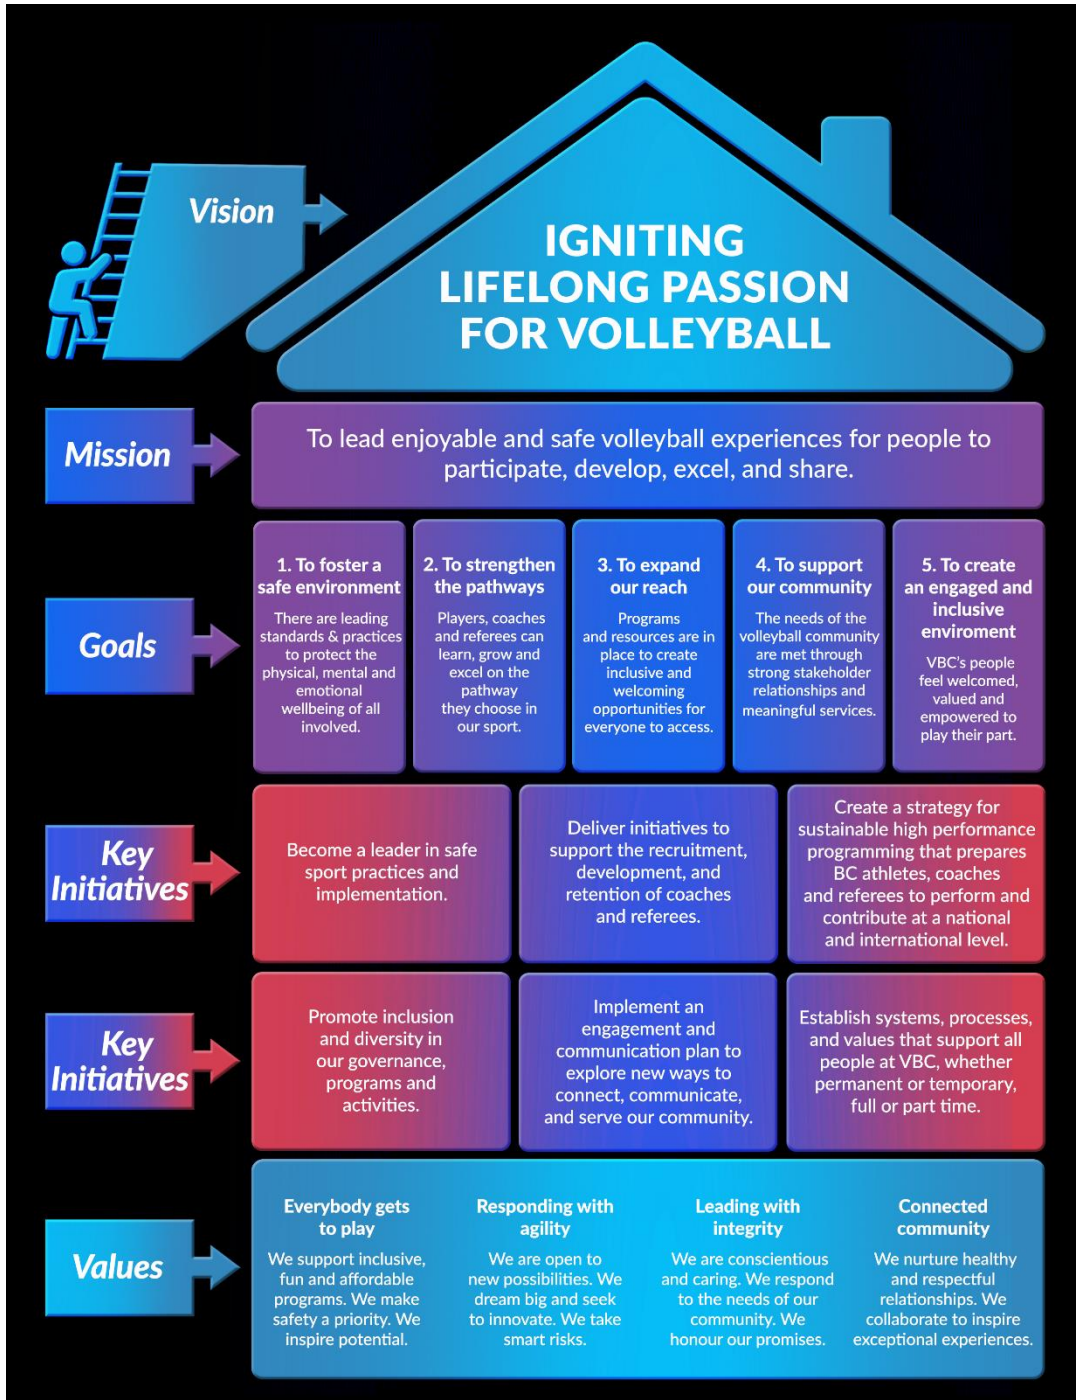 Vision
IGNITING
LIFELONG PASSION
FOR VOLLEYBALL
Mission
To lead enjoyable and safe volleyball experiences for people to
participate, develop, excel, and share.
Goals
1. To foster a
safe environment
There are leading
standards & practices
to protect the
physical, mental and
emotional
wellbeing of all
involved.
2. To strengthen
the pathways
Players, coaches
and referees can
learn, grow and
excel on the
pathway
they choose in
our sport.
3. To expand
our reach
Programs
and resources are in
place to create
inclusive and
welcoming
opportunities for
everyone to access.
4. To support
our community
The needs of the
volleyball community
are met through
strong stakeholder
relationships and
meaningful services.
5. To create
an engaged and
inclusive
enviroment
VBC's people
feel welcomed,
valued and
empowered to
play their part.
Key
Initiatives
Become a leader in safe
sport practices and
implementation.
Deliver initiatives to
support the recruitment,
development, and
retention of coaches
and referees.
Create a strategy for
sustainable high performance
programming that prepares
BC athletes, coaches
and referees to perform and
contribute at a national
and international level.
Key
Initiatives
Promote inclusion
and diversity in
our governance,
programs and
activities.
Implement an
engagement and
communication plan to
explore new ways to
connect, communicate,
and serve our community.
Establish systems, processes,
and values that support all
people at VBC, whether
permanent or temporary,
full or part time.
Values
Everybody gets
to play
We support inclusive,
fun and affordable
programs. We make
safety a priority. We
inspire potential.
Responding with
agility
We are open to
new possibilities. We
dream big and seek
to innovate. We take
smart risks.
Leading with
integrity
We are conscientious
and caring. We respond
to the needs of our
community. We
honour our promises.
Connected
community
We nurture healthy
and respectful
relationships. We
collaborate to inspire
exceptional experiences.